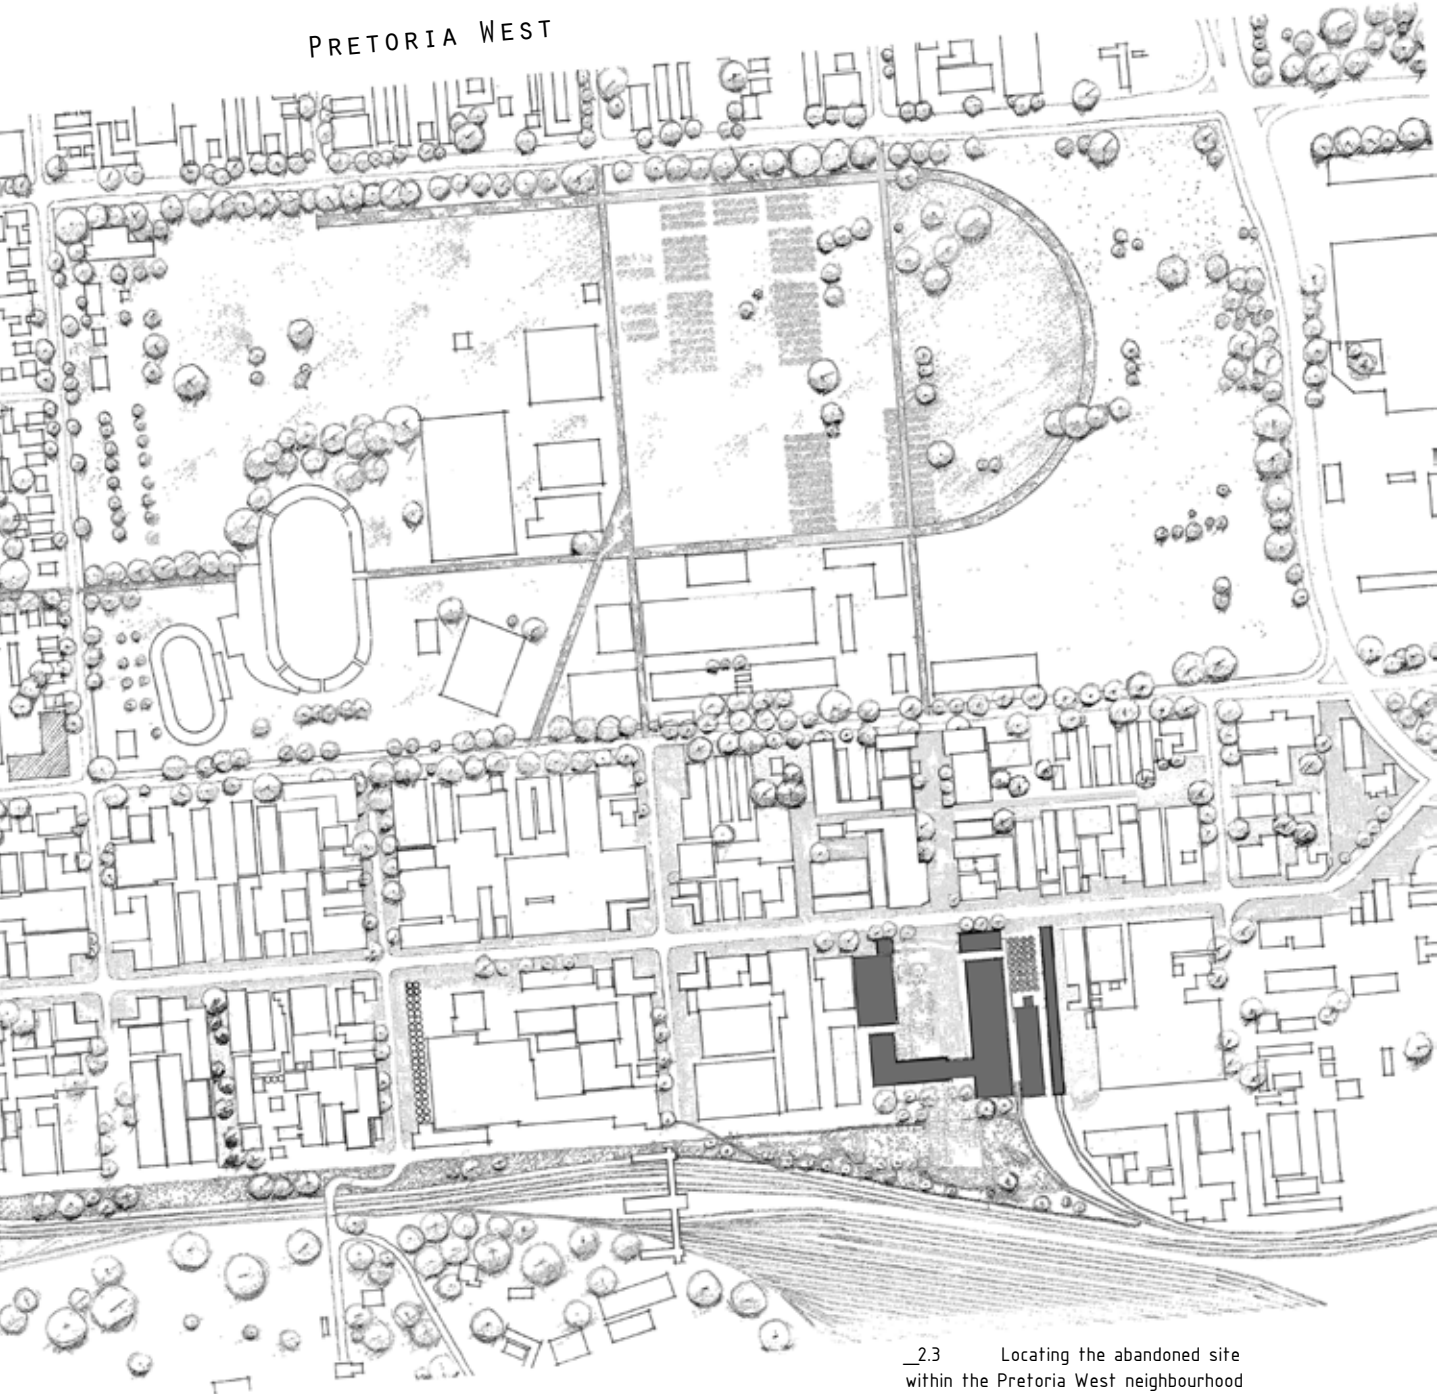 PRETORIA WEST
__2.3 Locating the abandoned site
within the Pretoria West neighbourhood